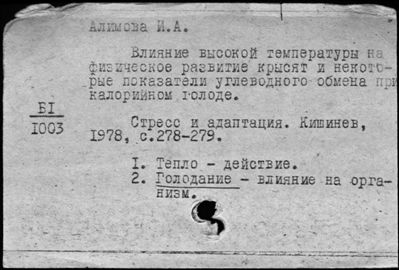 Алимова И.А.
Влияние высокой температуры на
физическое развитие крысят и некото-
рые показатели углеводного обмена при
калорийном голоде.
БI
1003
Стресс и адаптация. Кишинев,
1978, с.278-279.
I. Тепло - действие.
2. Голодание - влияние на орга-
низм.